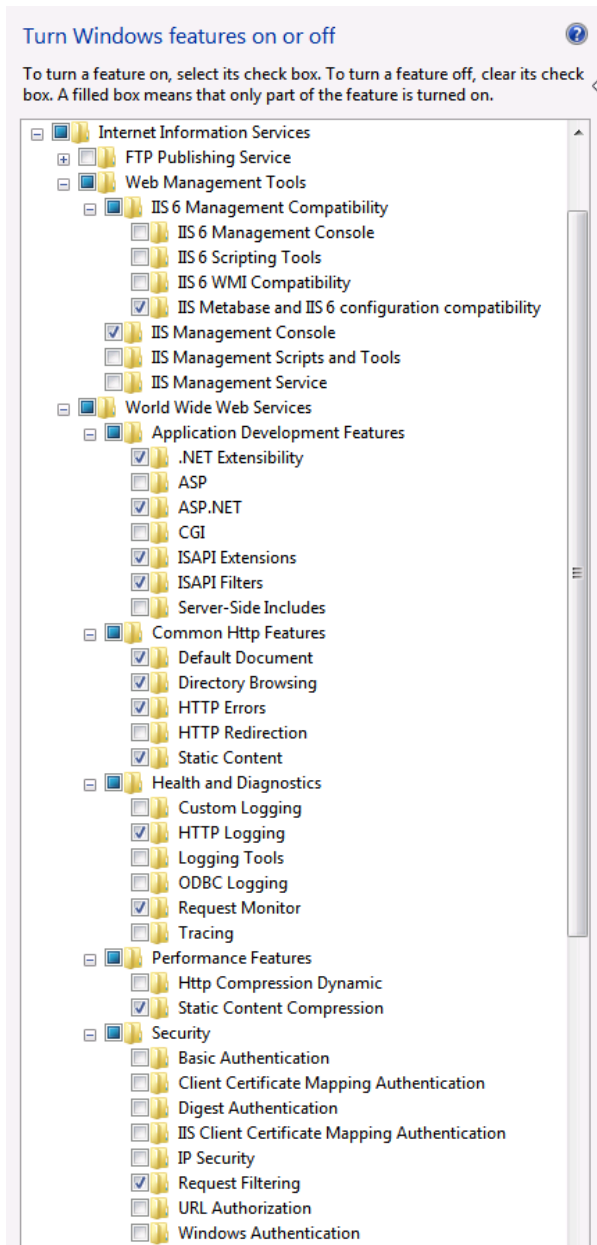 Turn Windows features on or off
To turn a feature on, select its check box. To turn a feature off, clear its check
box. A filled box means that only part of the feature is turned on.
Internet Information Services
FTP Publishing Service
Web Management Tools
IIS 6 Management Compatibility
IIS 6 Management Console
IIS 6 Scripting Tools
IIS 6 WMI Compatibility
IIS Metabase and IIS 6 configuration compatibility
IIS Management Console
IIS Management Scripts and Tools
IIS Management Service
World Wide Web Services
Application Development Features
.NET Extensibility
ASP
ASP.NET
CGI
ISAPI Extensions
ISAPI Filters
Server-Side Includes
Common Http Features
Default Document
Directory Browsing
HTTP Errors
HTTP Redirection
Static Content
Health and Diagnostics
Custom Logging
HTTP Logging
Logging Tools
ODBC Logging
Request Monitor
Tracing
Performance Features
Http Compression Dynamic
Static Content Compression
Security
Basic Authentication
Client Certificate Mapping Authentication
Digest Authentication
IIS Client Certificate Mapping Authentication
IP Security
Request Filtering
URL Authorization
Windows Authentication